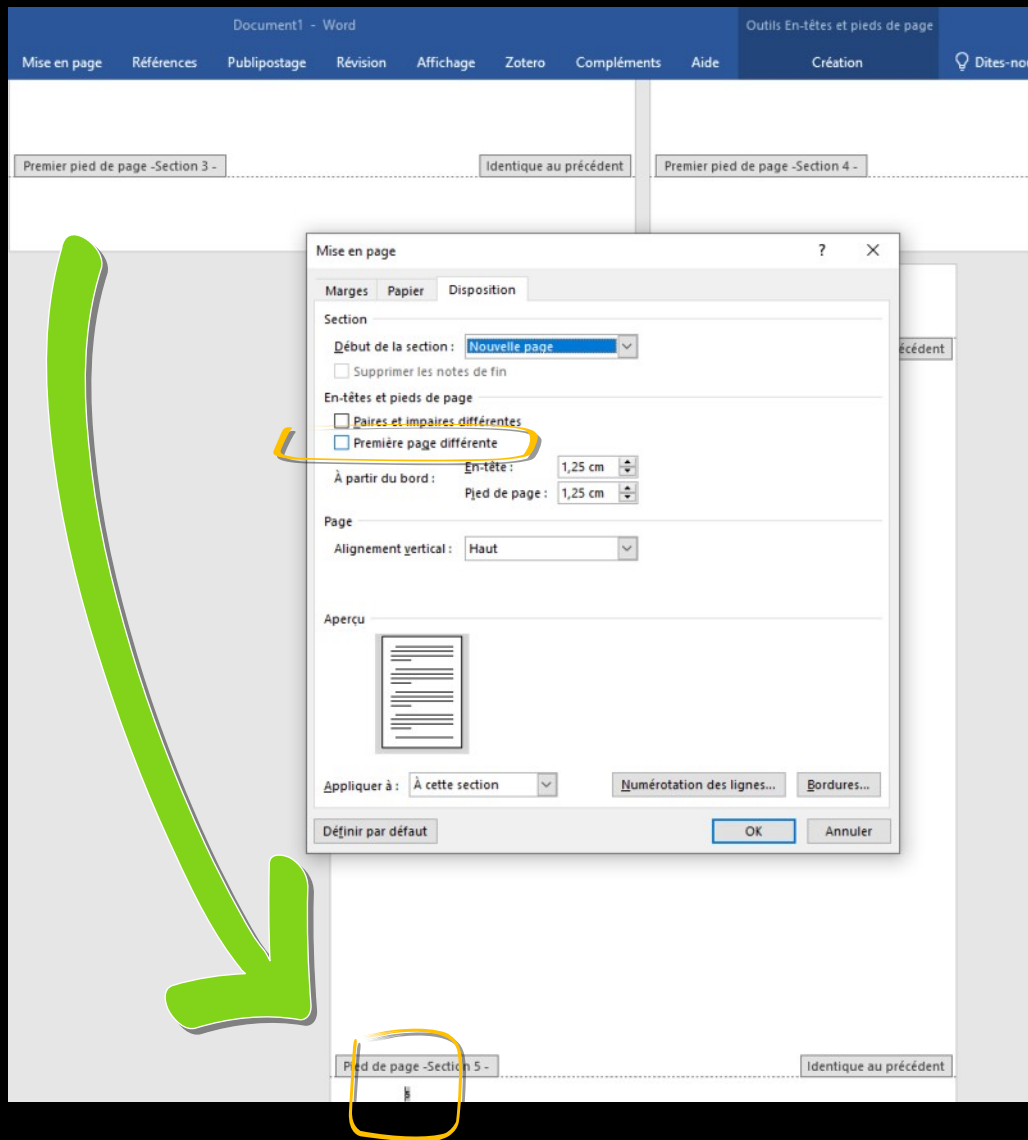 Document1 - Word
Outils En-têtes et pieds de page
Mise en page Références Publipostage Révision Affichage Zotero Compléments Aide Création Dites-nou
Premier pied de page -Section 3 -
Identique au précédent
Premier pied de page -Section 4 -
Mise en page
? ×
Marges Papier Disposition
Section
Début de la section : Nouvelle page
écédent
Supprimer les notes de fin
En-têtes et pieds de page
Paires et impaires différentes
Première page différente
À partir du bord :
En-tête : 1,25 cm
Pied de page : 1,25 cm
Page
Alignement vertical : Haut
Aperçu
Appliquer à : À cette section
Numérotation des lignes... Bordures...
Définir par défaut
OK Annuler
Pied de page -Section 5 -
Identique au précédent